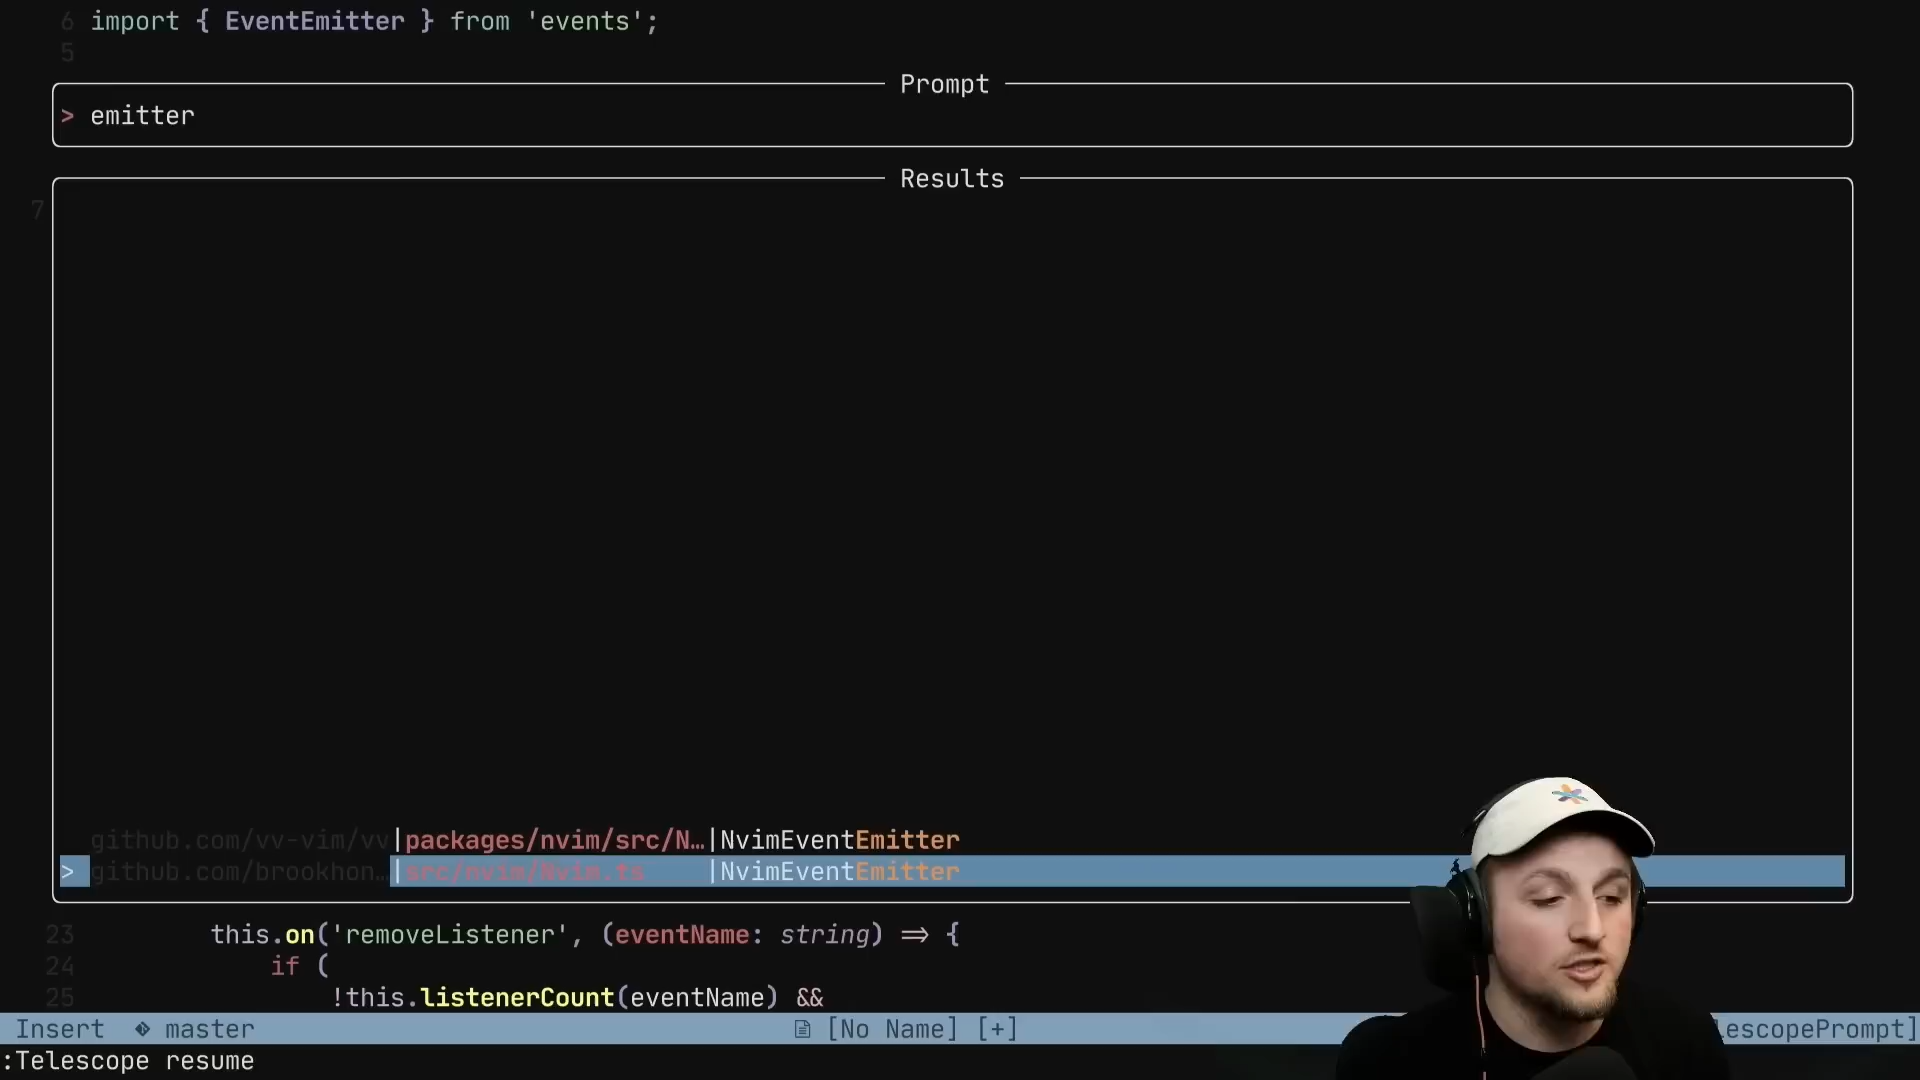 6 import { EventEmitter } from 'events';
5
Prompt
> emitter
Results
7
github.com/vv-vim/vv|packages/nvim/src/N…|NvimEventEmitter
> github.com/brookhon…|src/nvim/Nvim.ts |NvimEventEmitter
23 this.on('removeListener', (eventName: string) => {
24 if (
25 !this.listenerCount(eventName) &&
Insert master [No Name] [+] lescopePrompt]
:Telescope resume